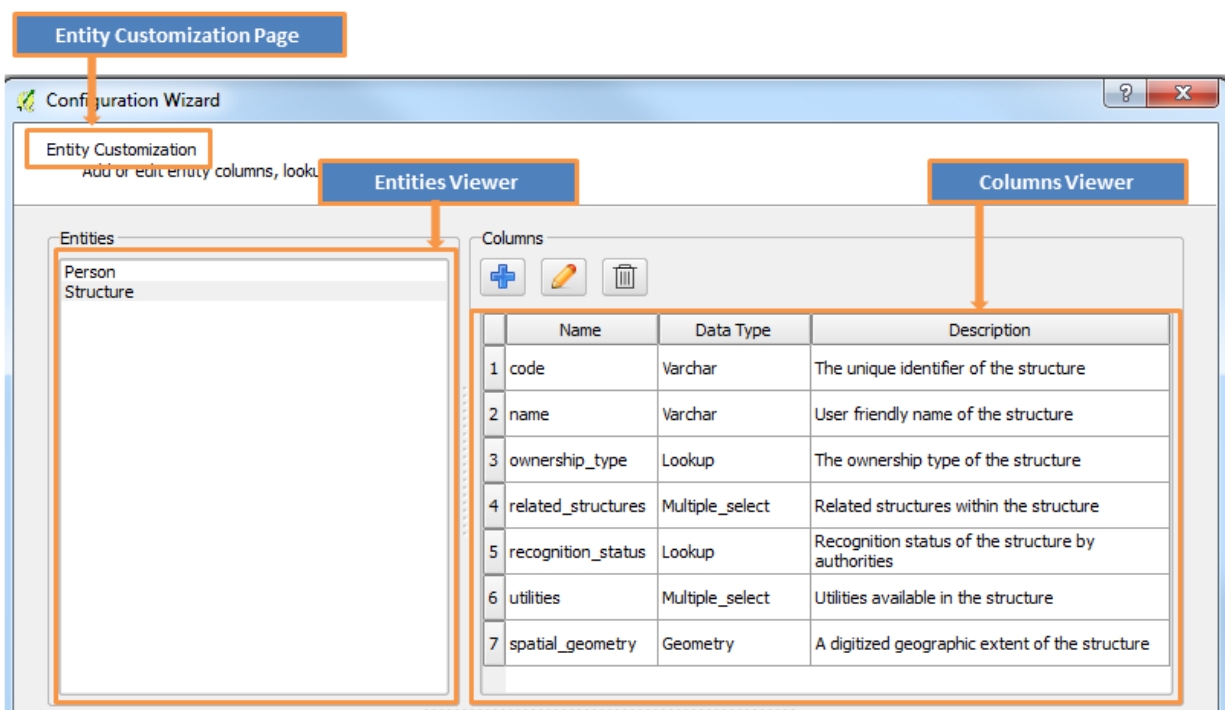 Entity Customization Page
Configuration Wizard
Entity Customization
Add or edit entity columns, looku
Entities Viewer
Columns Viewer
Entities
Person
Structure
Columns
Name Data Type Description
1 code Varchar The unique identifier of the structure
2 name Varchar User friendly name of the structure
3 ownership_type Lookup The ownership type of the structure
4 related_structures Multiple_select Related structures within the structure
5 recognition_status Lookup Recognition status of the structure by
authorities
6 utilities Multiple_select Utilities available in the structure
7 spatial_geometry Geometry A digitized geographic extent of the structure